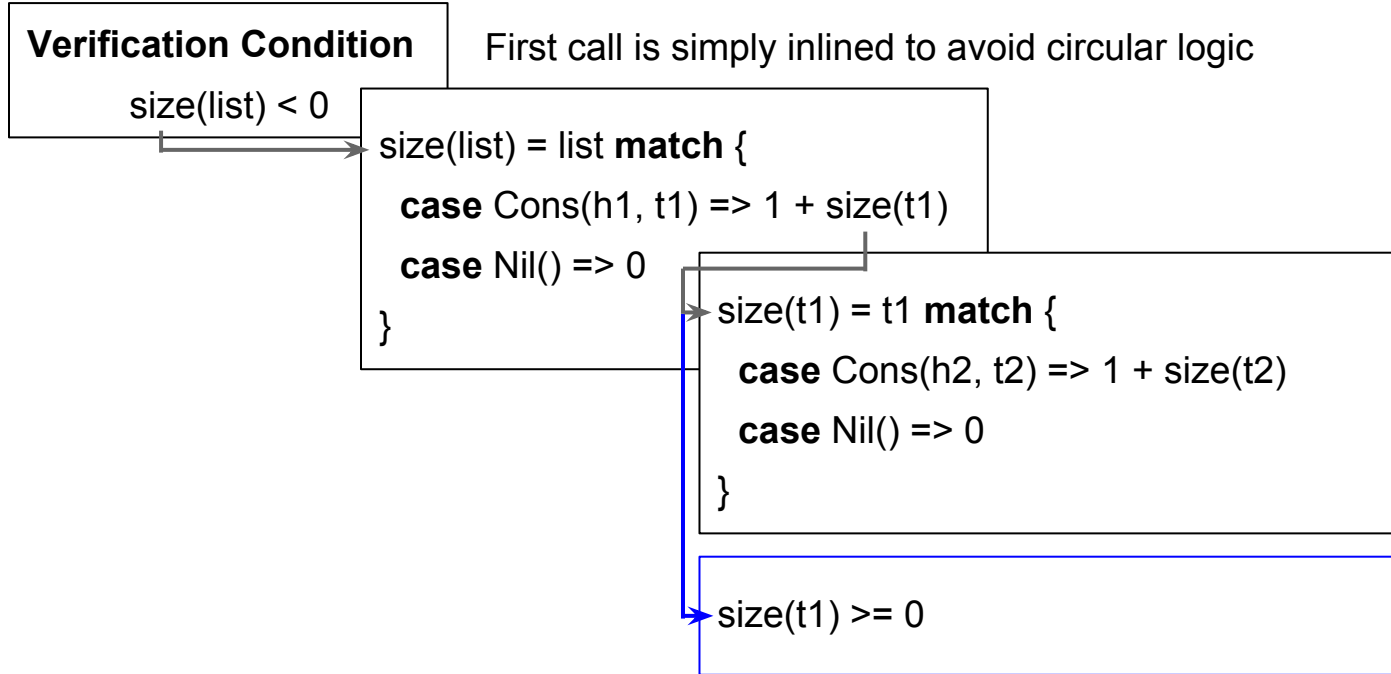 Verification Condition
First call is simply inlined to avoid circular logic
size(list) < 0
size(list) = list match {
case Cons(h1, t1) => 1 + size(t1)
case Nil() => 0
}
size(t1) = t1 match {
case Cons(h2, t2) => 1 + size(t2)
case Nil() => 0
}
size(t1) >= 0